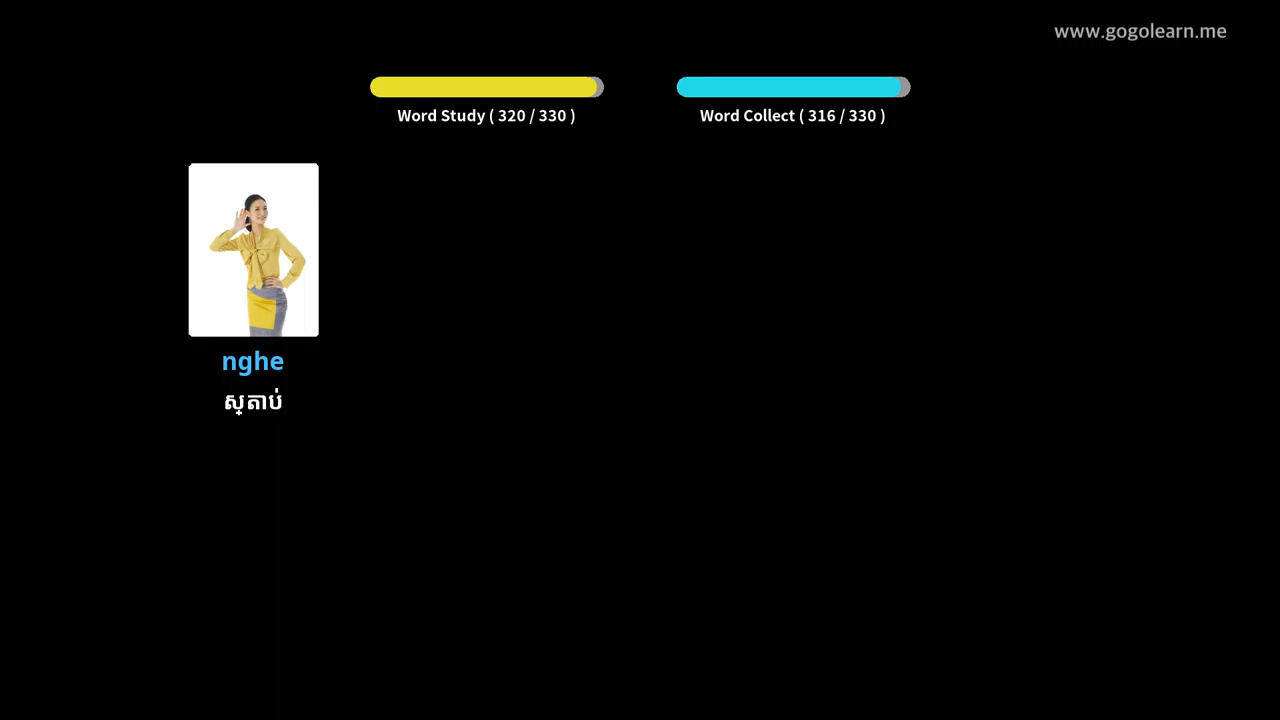 www.gogolearn.me
Word Study ( 320 / 330 )
Word Collect ( 316 / 330 )
nghe
ស្តាប់